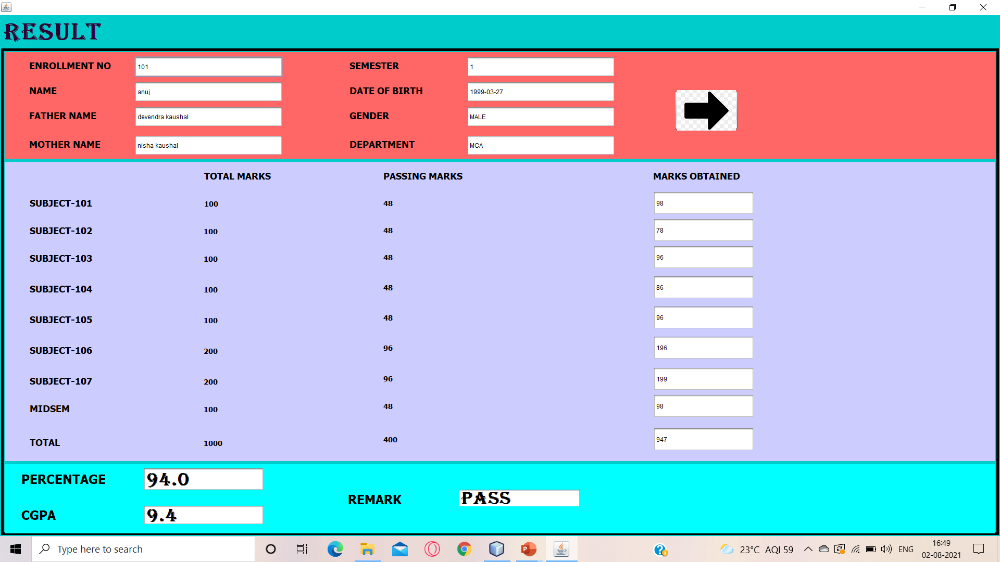 RESULT
ENROLLMENT NO 101 SEMESTER 1
NAME anuj DATE OF BIRTH 1999-03-27
FATHER NAME devendra kaushal GENDER MALE
MOTHER NAME nisha kaushal DEPARTMENT MCA
TOTAL MARKS PASSING MARKS MARKS OBTAINED
SUBJECT-101 100 48 98
SUBJECT-102 100 48 78
SUBJECT-103 100 48 96
SUBJECT-104 100 48 86
SUBJECT-105 100 48 96
SUBJECT-106 200 96 196
SUBJECT-107 200 96 199
MIDSEM 100 48 98
TOTAL 1000 400 947
PERCENTAGE 94.0
REMARK PASS
CGPA 9.4
Type here to search 23°C AQI 59 ENG 16:49
02-08-2021